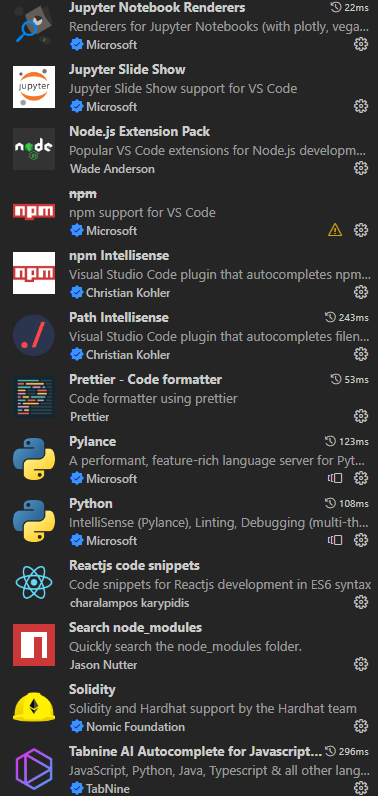 Jupyter Notebook Renderers 22ms
Renderers for Jupyter Notebooks (with plotly, vega...
Microsoft
jupyter
Jupyter Slide Show
Jupyter Slide Show support for VS Code
Microsoft
node
Node.js Extension Pack
Popular VS Code extensions for Node.js developm...
Wade Anderson
npm
npm
npm support for VS Code
Microsoft
npm
npm Intellisense
Visual Studio Code plugin that autocompletes npm...
Christian Kohler
./
Path Intellisense 243ms
Visual Studio Code plugin that autocompletes filen...
Christian Kohler
Prettier - Code formatter 53ms
Code formatter using prettier
Prettier
Pylance 123ms
A performant, feature-rich language server for Pyt...
Microsoft
Python 108ms
IntelliSense (Pylance), Linting, Debugging (multi-th...
Microsoft
Reactjs code snippets
Code snippets for Reactjs development in ES6 syntax
charalampos karypidis
Search node_modules
Quickly search the node_modules folder.
Jason Nutter
Solidity
Solidity and Hardhat support by the Hardhat team
Nomic Foundation
Tabnine AI Autocomplete for Javascript... 296ms
JavaScript, Python, Java, Typescript & all other lang...
TabNine